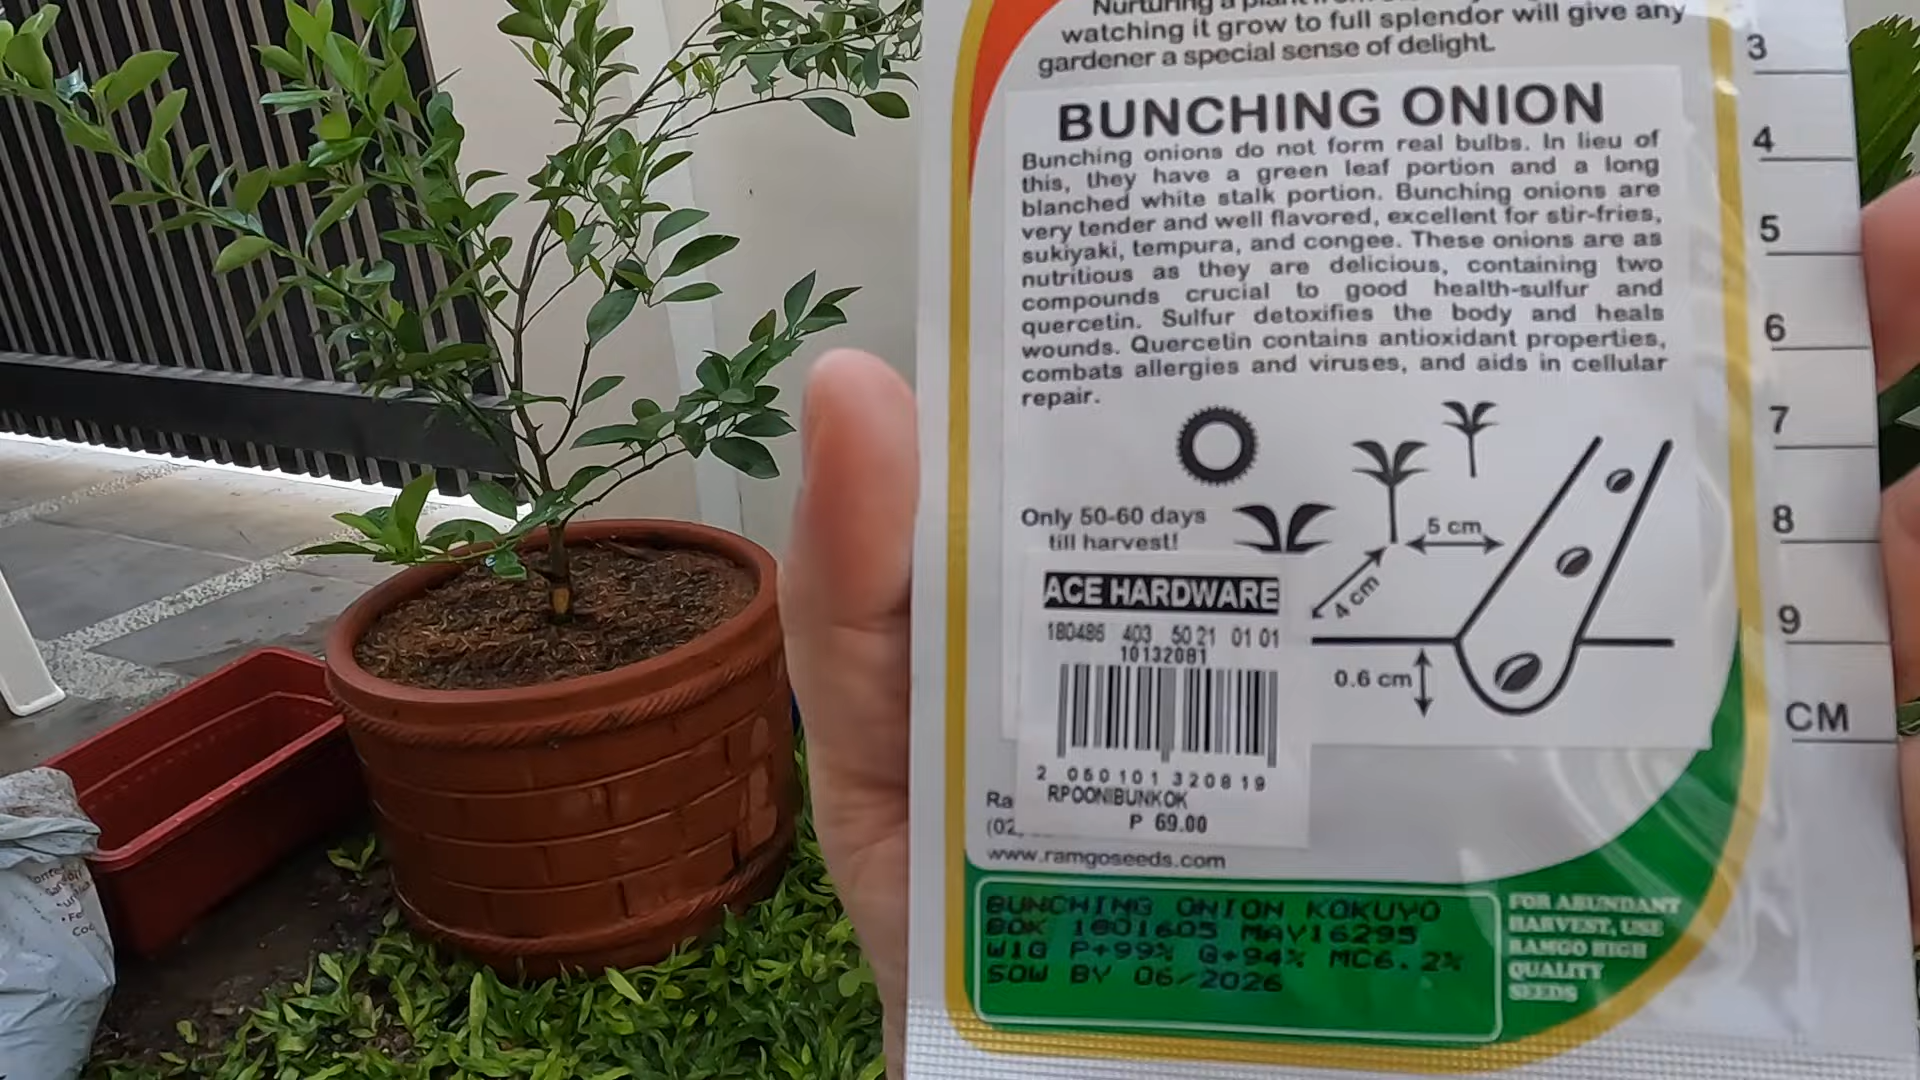 Nurturing a
watching it grow to full splendor will give any
gardener a special sense of delight.
BUNCHING ONION
Bunching onions do not form real bulbs. In lieu of
this, they have a green leaf portion and a long
blanched white stalk portion. Bunching onions are
very tender and well flavored, excellent for stir-fries,
sukiyaki, tempura, and congee. These onions are as
nutritious as they are delicious, containing two
compounds crucial to good health-sulfur and
quercetin. Sulfur detoxifies the body and heals
wounds. Quercetin contains antioxidant properties,
combats allergies and viruses, and aids in cellular
repair.
Only 50-60 days
till harvest!
5 cm
4 cm
0.6 cm
ACE HARDWARE
180486 403 5021 01 01
10132081
2 060101 320819
RPOONIBUNKOK
P 69.00
Ra
(02
www.ramgoseeds.com
BUNCHING ONION KOKUYO
BOK 1801605 MAY16295
W1G P+99% G+94% MC6.2%
SOW BY 06/2026
FOR ABUNDANT
HARVEST, USE
RAMGO HIGH
QUALITY
SEEDS
3
4
5
6
7
8
9
CM